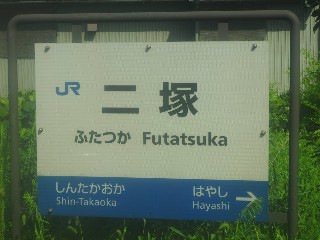 JR 二塚
ふたつか Futatsuka
しんたかおか はやし →
Shin-Takaoka Hayashi